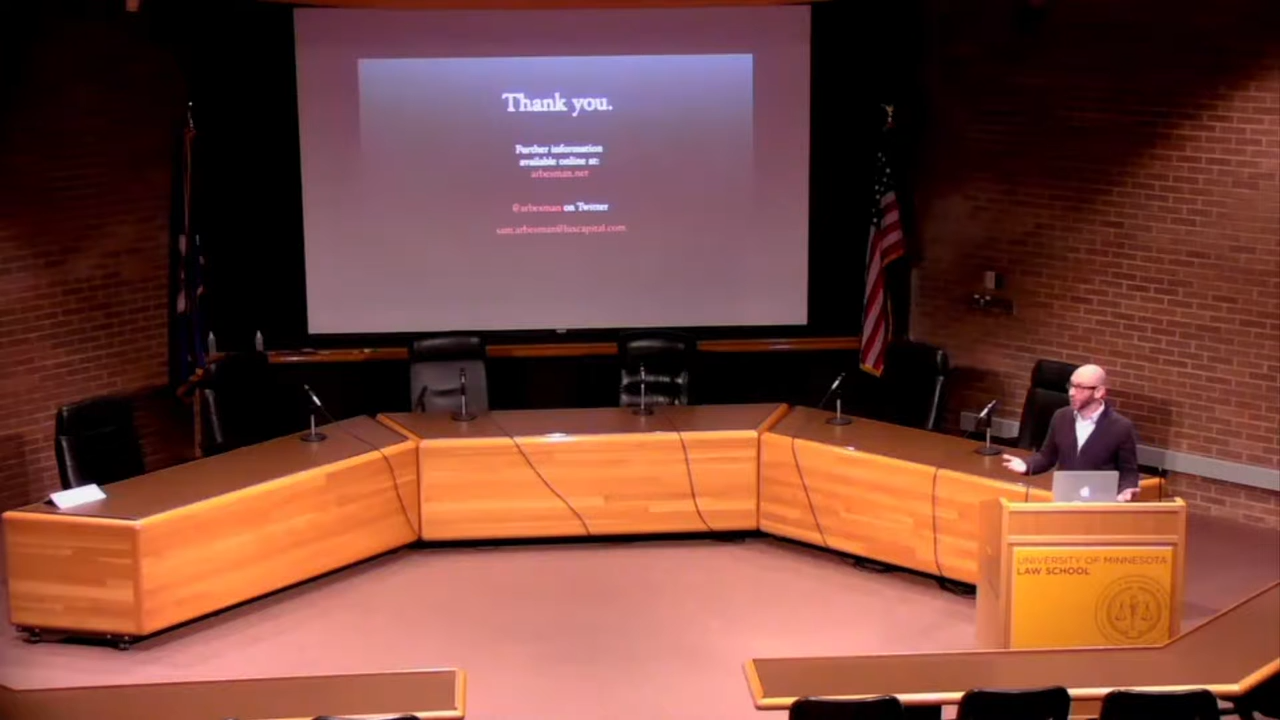 Thank you.
Further information
available online at:
arbesman.net
@arbesman on Twitter
sam.arbesman@luxcapital.com
UNIVERSITY OF MINNESOTA
LAW SCHOOL